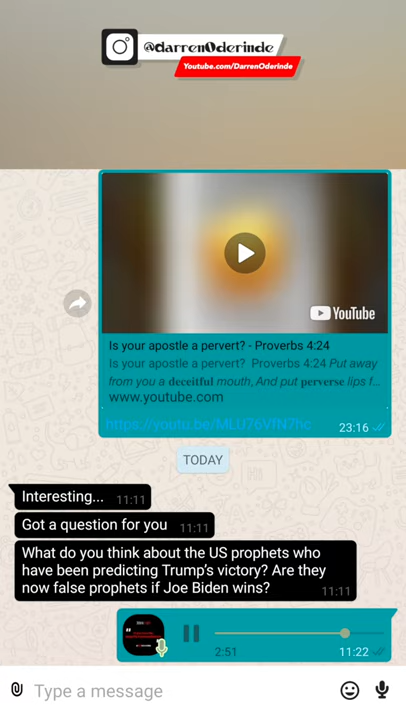 @darrenOderinde
Youtube.com/DarrenOderinde
YouTube
Is your apostle a pervert? - Proverbs 4:24
Is your apostle a pervert?  Proverbs 4:24 Put away
from you a deceitful mouth, And put perverse lips f...
www.youtube.com
23:16
TODAY
Interesting... 11:11
Got a question for you 11:11
What do you think about the US prophets who
have been predicting Trump's victory? Are they
now false prophets if Joe Biden wins?
11:11
2:51 11:22
Type a message